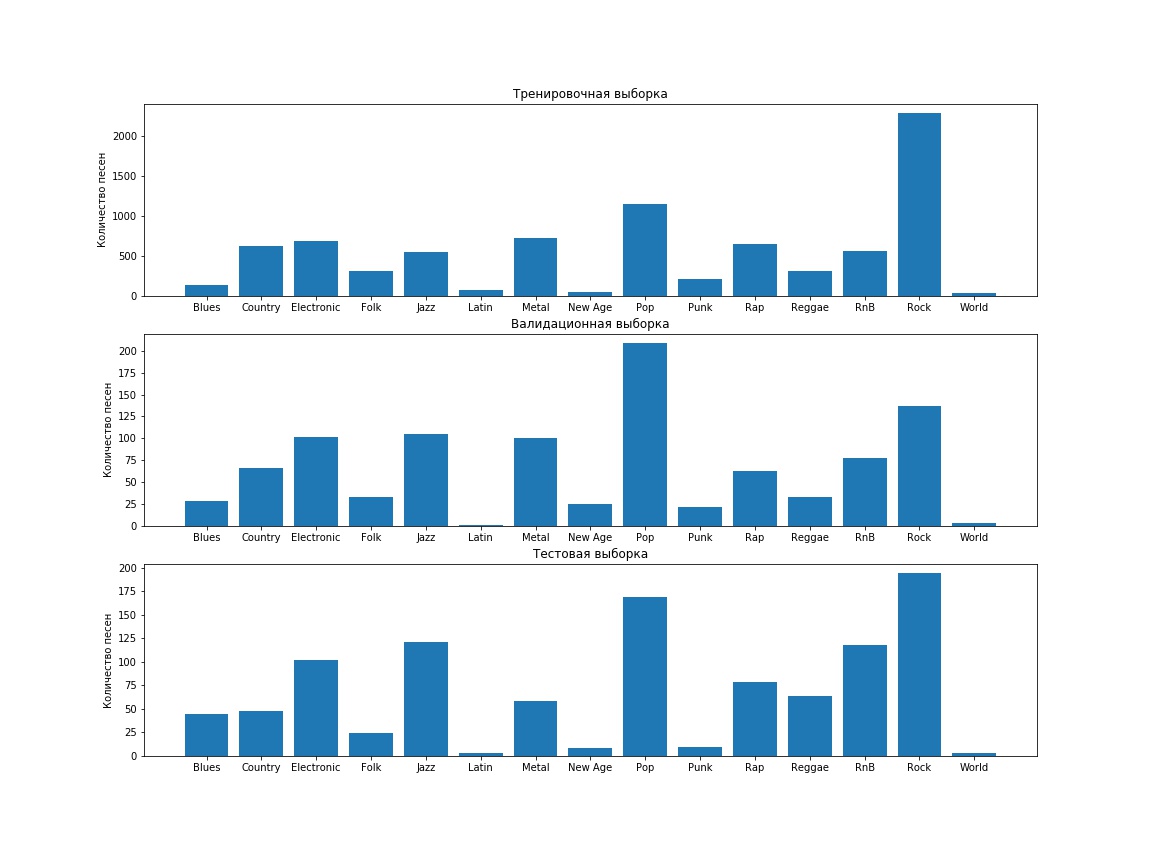 Тренировочная выборка
Количество песен
2000
1500
1000
500
0
Blues Country Electronic Folk Jazz Latin Metal New Age Pop Punk Rap Reggae RnB Rock World
Валидационная выборка
Количество песен
200
175
150
125
100
75
50
25
0
Blues Country Electronic Folk Jazz Latin Metal New Age Pop Punk Rap Reggae RnB Rock World
Тестовая выборка
Количество песен
200
175
150
125
100
75
50
25
0
Blues Country Electronic Folk Jazz Latin Metal New Age Pop Punk Rap Reggae RnB Rock World